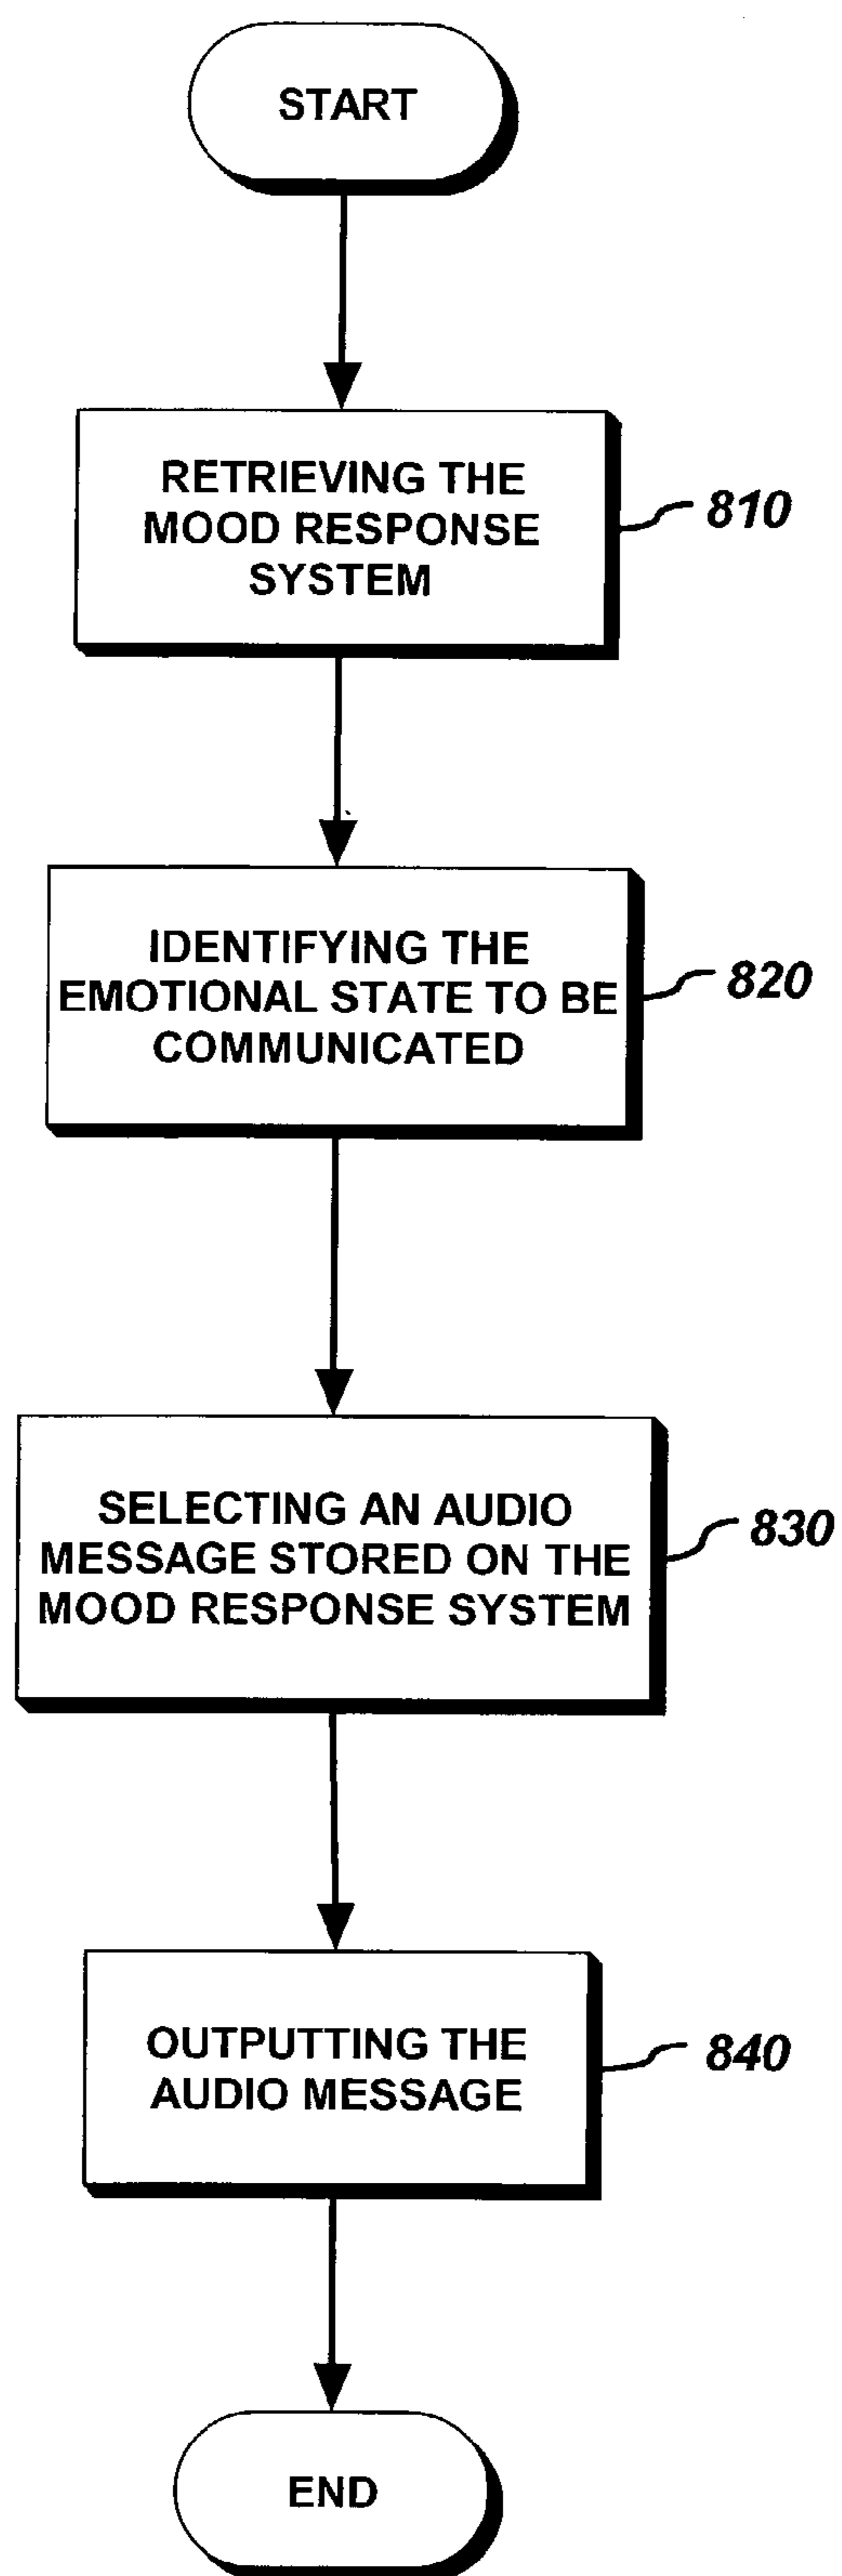 START
RETRIEVING THE
MOOD RESPONSE
SYSTEM
810
IDENTIFYING THE
EMOTIONAL STATE TO BE
COMMUNICATED
820
SELECTING AN AUDIO
MESSAGE STORED ON THE
MOOD RESPONSE SYSTEM
830
OUTPUTTING THE
AUDIO MESSAGE
840
END